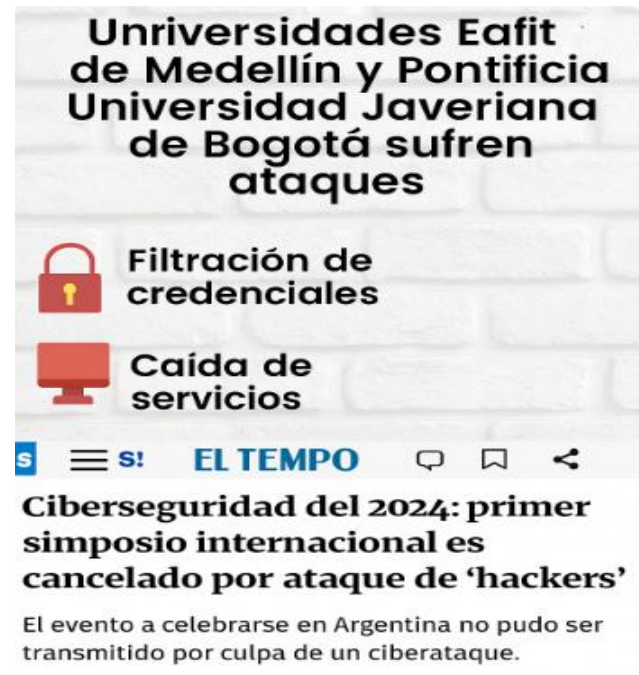 Unriversidades Eafit
de Medellín y Pontificia
Universidad Javeriana
de Bogotá sufren
ataques
Filtración de
credenciales
Caída de
servicios
S S! EL TEMPO
Ciberseguridad del 2024: primer
simposio internacional es
cancelado por ataque de ‘hackers’
El evento a celebrarse en Argentina no pudo ser
transmitido por culpa de un ciberataque.